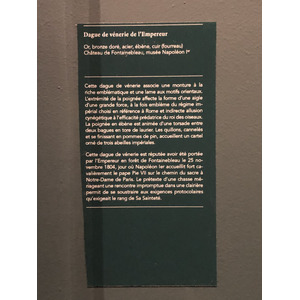 Dague de vénerie de l'Empereur
Or, bronze doré, acier, ébène, cuir (fourreau)
Château de Fontainebleau, musée Napoléon Iᵉʳ
Cette dague de vénerie associe une monture à la
riche emblématique et une lame aux motifs orientaux.
L'extrémité de la poignée affecte la forme d'une aigle
d'une grande force, à la fois emblème du régime im-
périal choisi en référence à Rome et indirecte allusion
cynégétique à l'efficacité prédatrice du roi des oiseaux.
La poignée en ébène est animée d'une torsade entre
deux bagues en tore de laurier. Les quillons, cannelés
et se finissant en pommes de pin, accueillent un cartel
orné de trois abeilles impériales.
Cette dague de vénerie est réputée avoir été portée
par l'Empereur en forêt de Fontainebleau le 25 no-
vembre 1804, jour où Napoléon Iᵉʳ accueillit fort ca-
valièrement le pape Pie VII sur le chemin du sacre à
Notre-Dame de Paris. Le prétexte d'une chasse mé-
nageant une rencontre impromptue dans une clairière
permit de se soustraire aux exigences protocolaires
qu'exigeait le rang de Sa Sainteté.